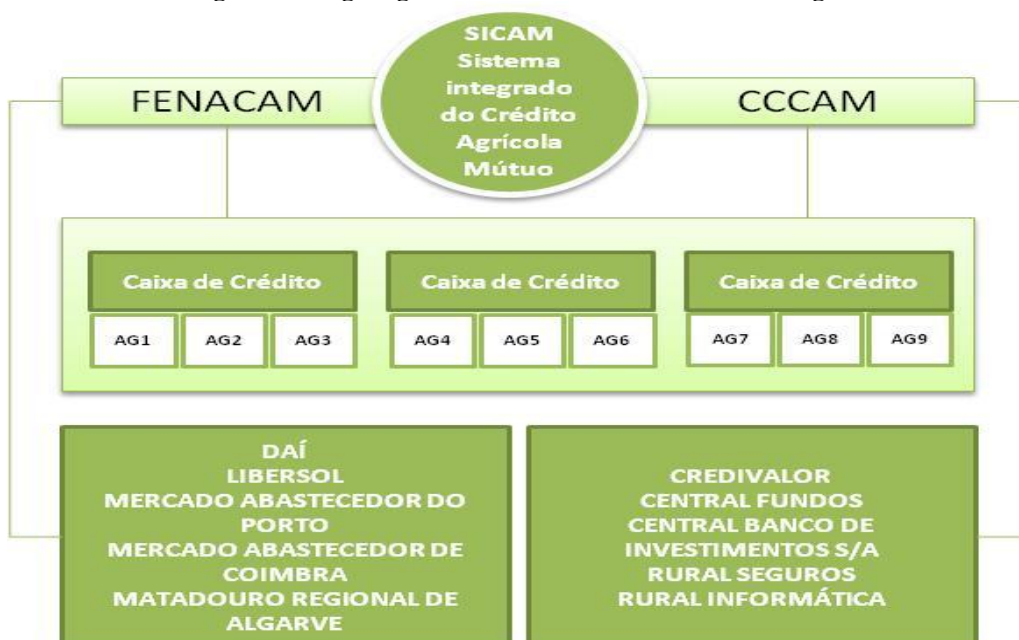 SICAM
Sistema
integrado
do Crédito
Agrícola
Mútuo
FENACAM
CCCAM
Caixa de Crédito
AG1 AG2 AG3
Caixa de Crédito
AG4 AG5 AG6
Caixa de Crédito
AG7 AG8 AG9
DAÍ
LIBERSOL
MERCADO ABASTECEDOR DO
PORTO
MERCADO ABASTECEDOR DE
COIMBRA
MATADOURO REGIONAL DE
ALGARVE
CREDIVALOR
CENTRAL FUNDOS
CENTRAL BANCO DE
INVESTIMENTOS S/A
RURAL SEGUROS
RURAL INFORMÁTICA